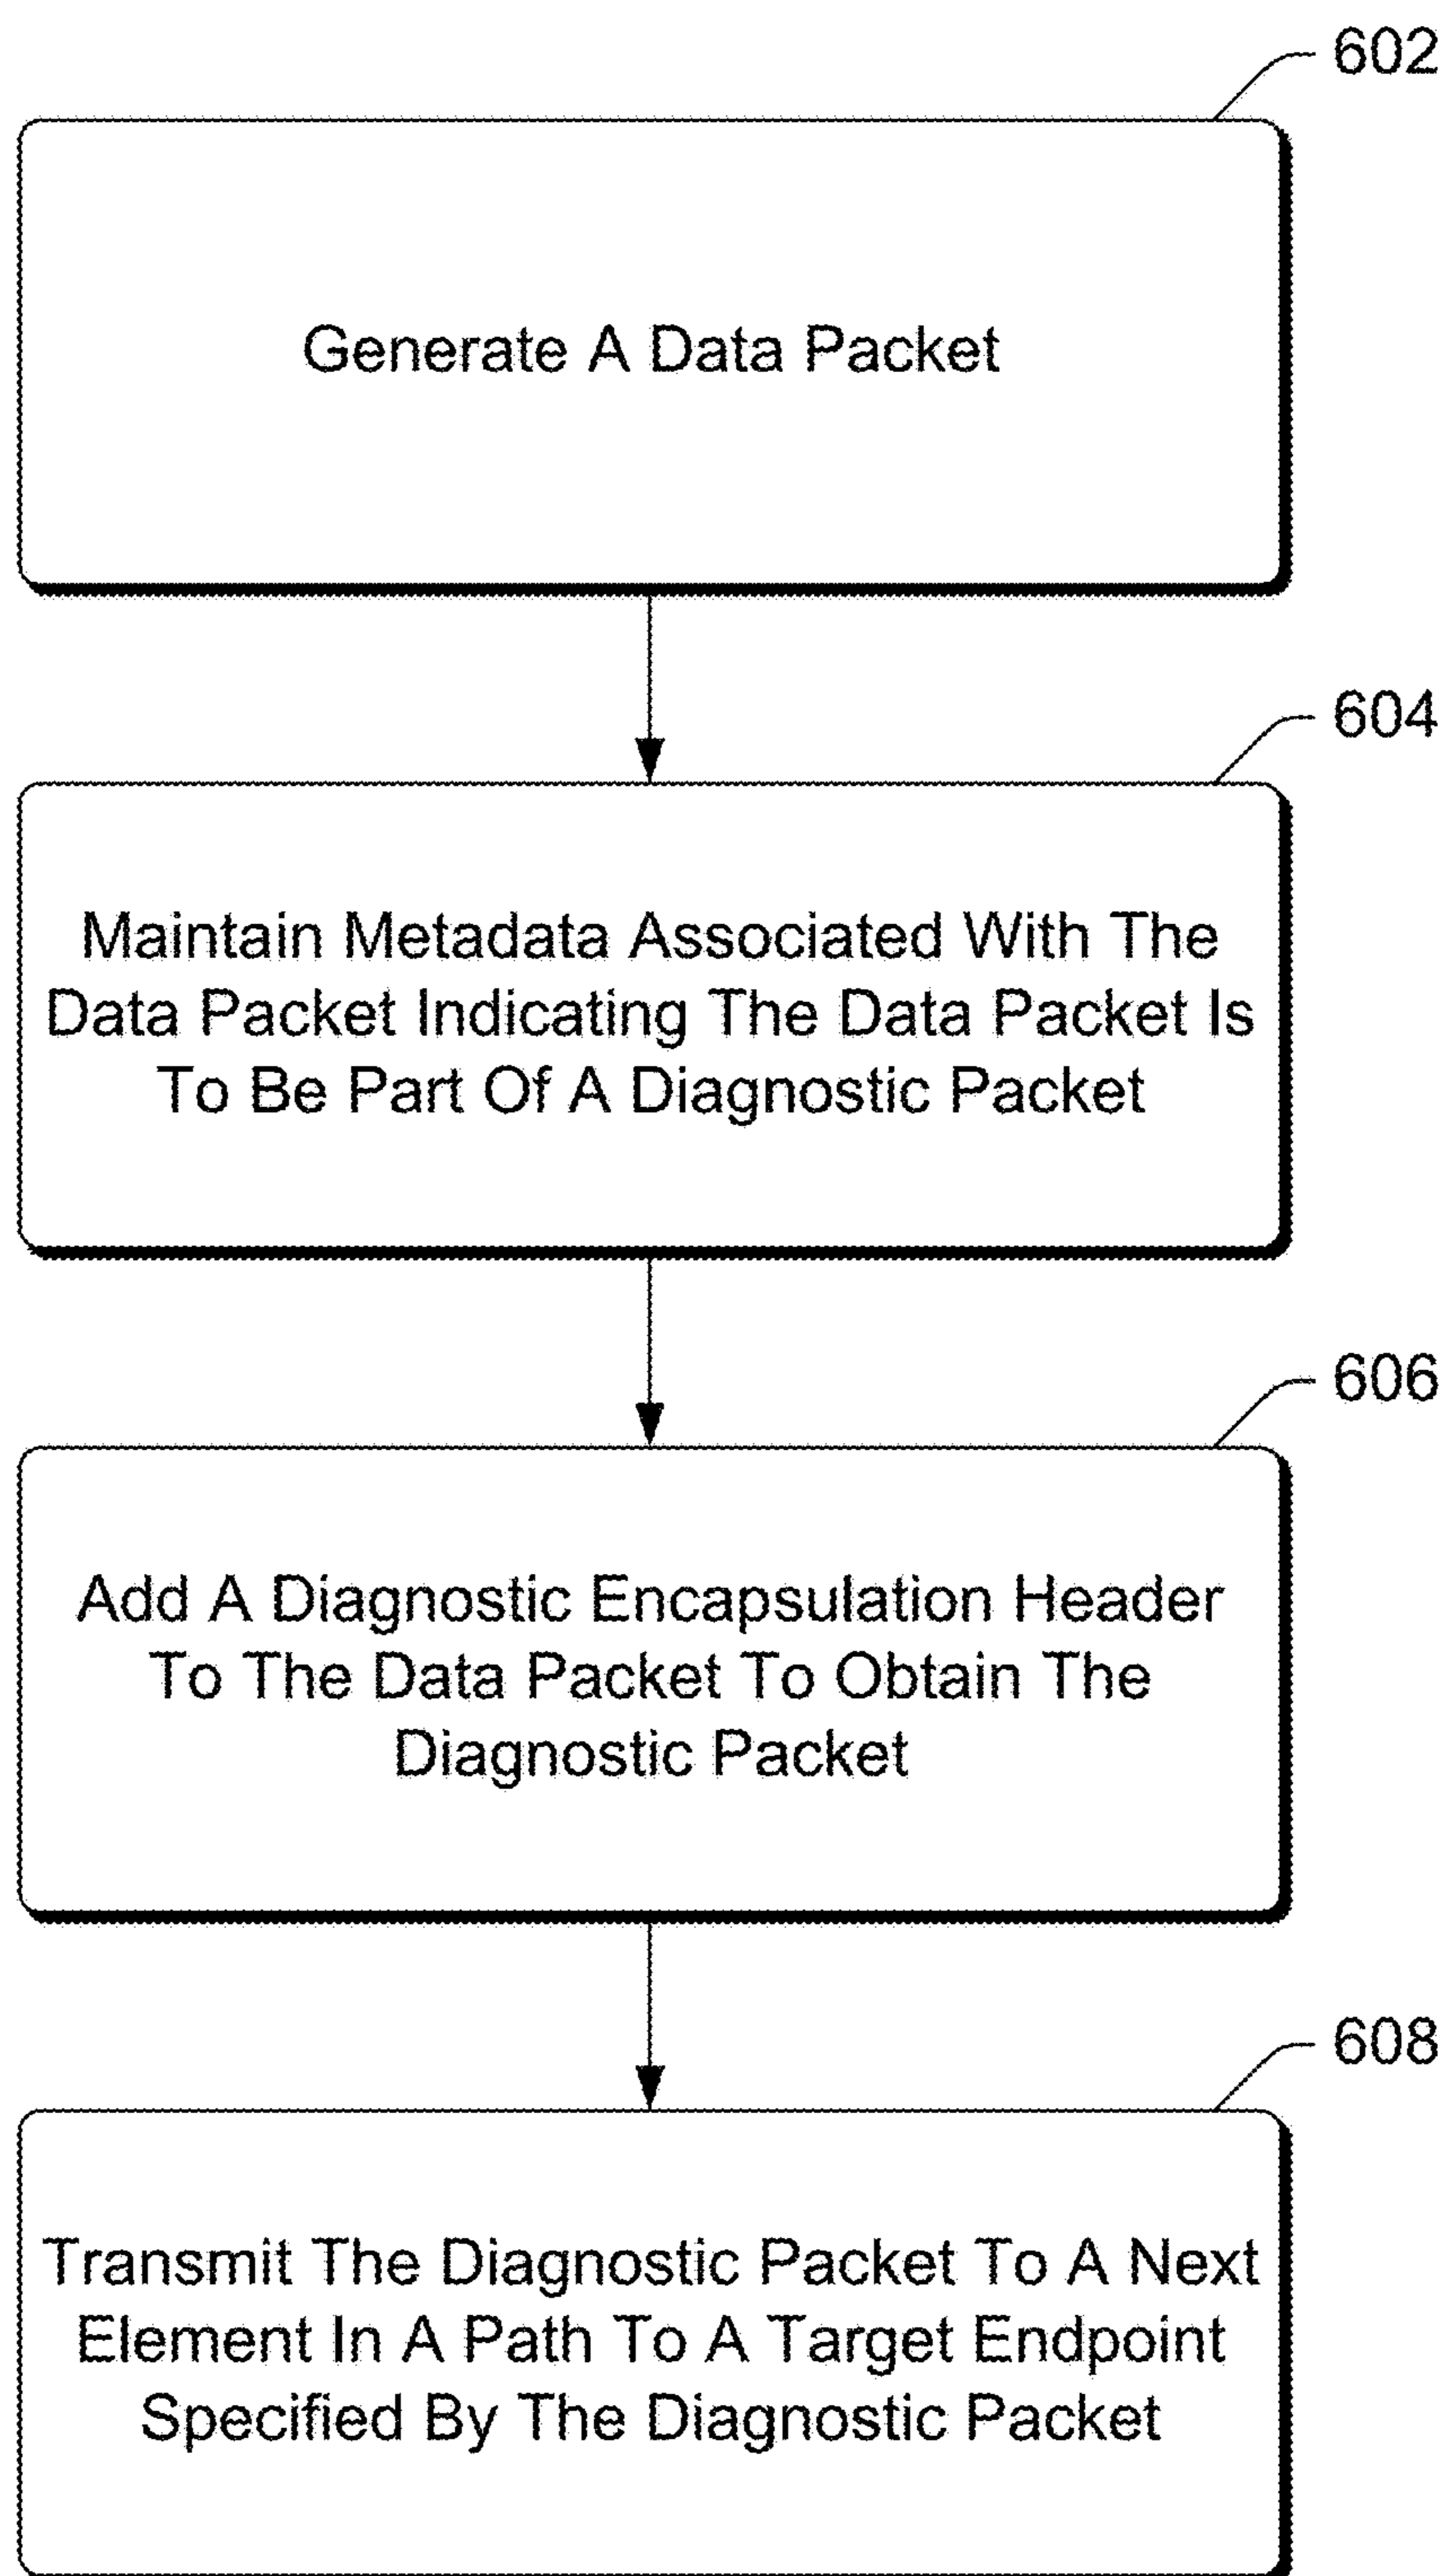 602
Generate A Data Packet
604
Maintain Metadata Associated With The
Data Packet Indicating The Data Packet Is
To Be Part Of A Diagnostic Packet
606
Add A Diagnostic Encapsulation Header
To The Data Packet To Obtain The
Diagnostic Packet
608
Transmit The Diagnostic Packet To A Next
Element In A Path To A Target Endpoint
Specified By The Diagnostic Packet